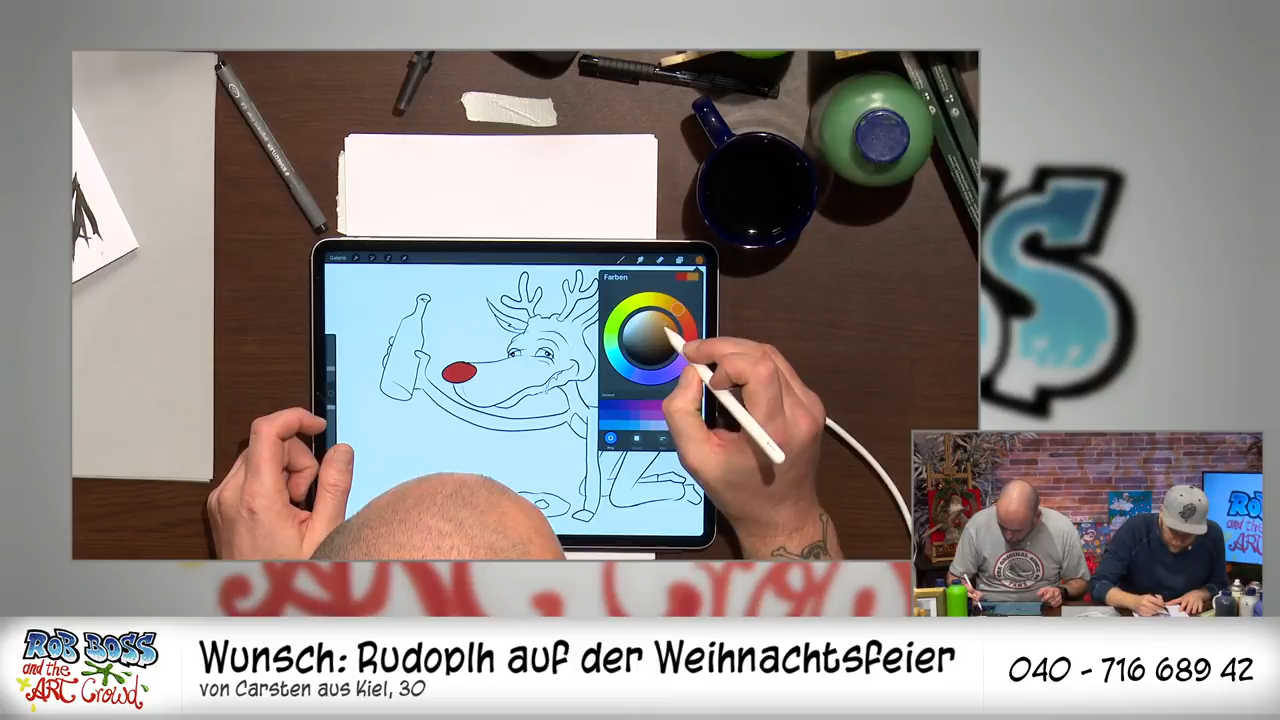 Galerie
Farben
ROB BOSS
and the
ART Crowd
Wunsch: Rudoplh auf der Weihnachtsfeier
von Carsten aus Kiel, 30
040 - 716 689 42